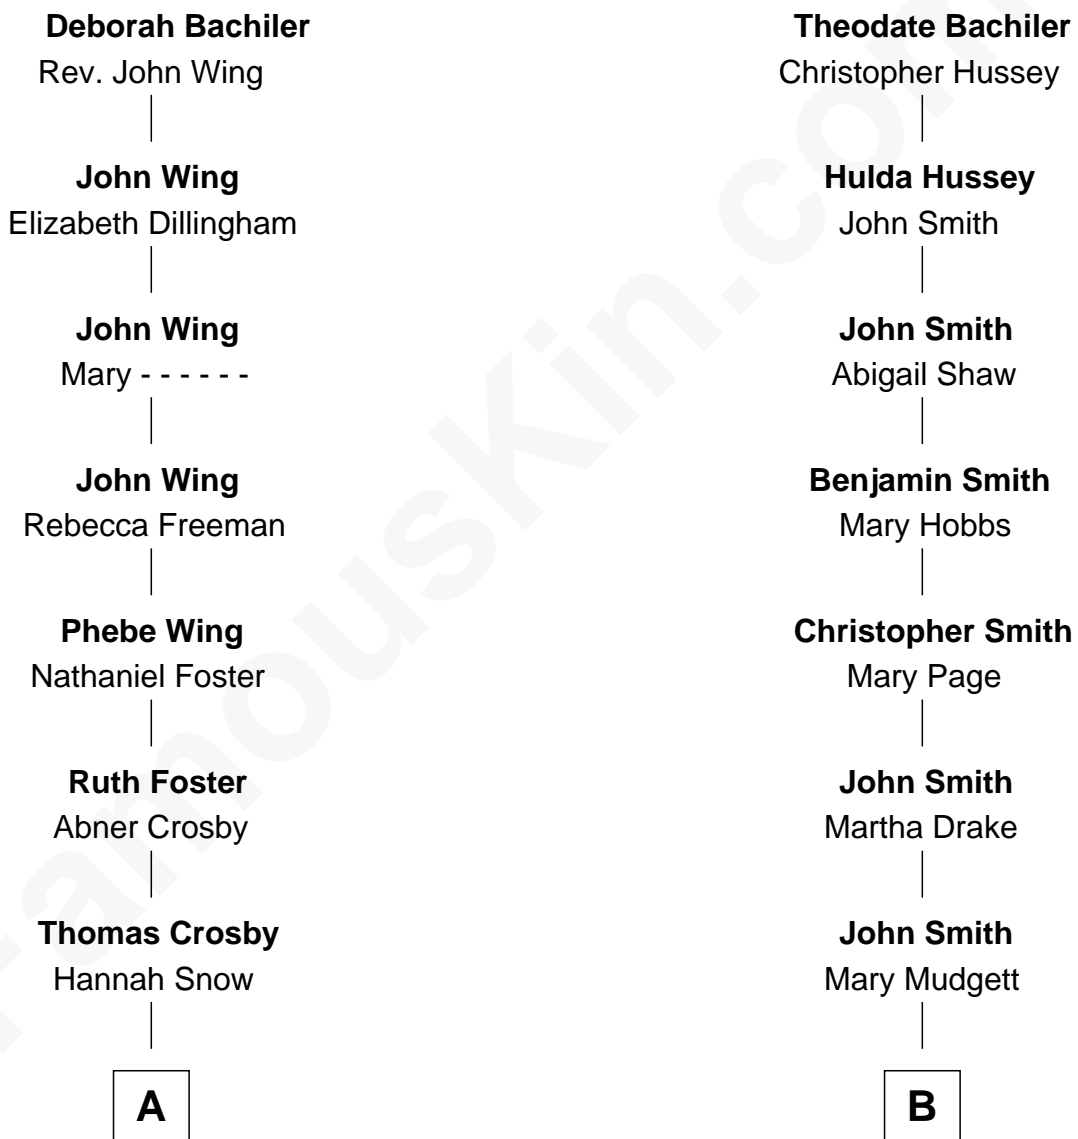 Deborah Bachiler
Rev. John Wing
John Wing
Elizabeth Dillingham
John Wing
Mary - - - - - -
John Wing
Rebecca Freeman
Phebe Wing
Nathaniel Foster
Ruth Foster
Abner Crosby
Thomas Crosby
Hannah Snow
A
Theodate Bachiler
Christopher Hussey
Hulda Hussey
John Smith
John Smith
Abigail Shaw
Benjamin Smith
Mary Hobbs
Christopher Smith
Mary Page
John Smith
Martha Drake
John Smith
Mary Mudgett
B
FamousKin.com